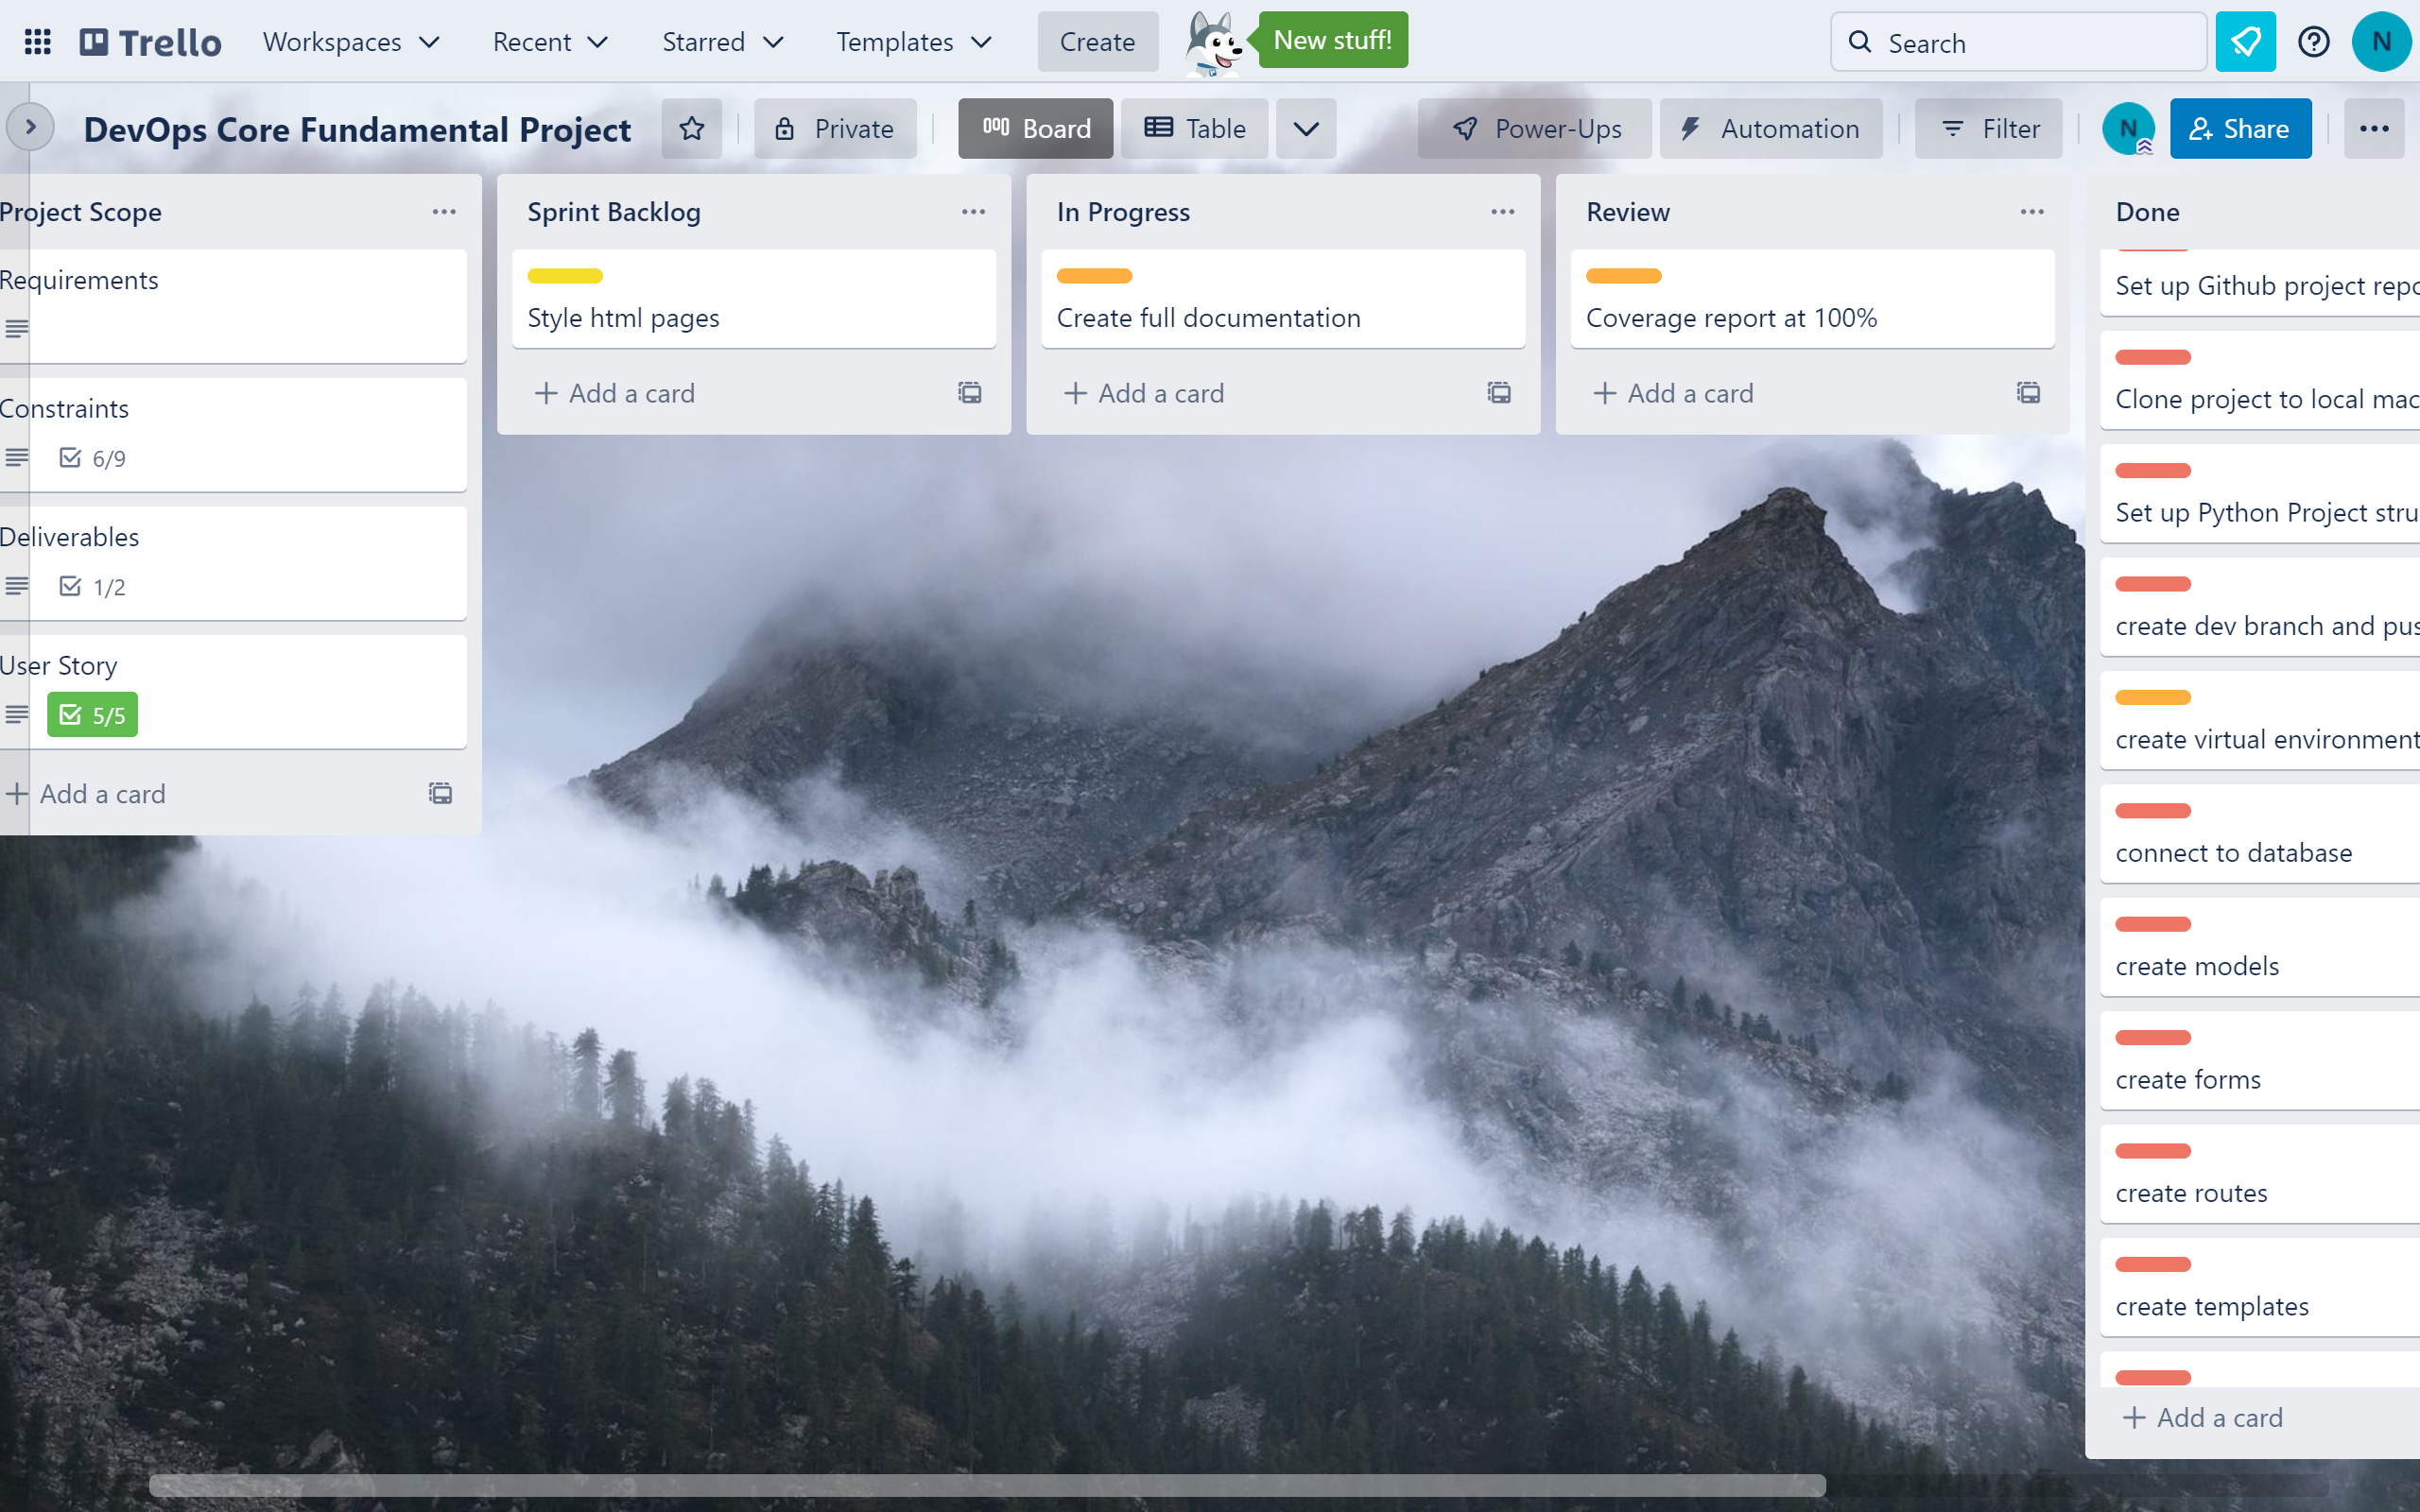 Trello
Workspaces
Recent
Starred
Templates
Create
New stuff!
Search
N
DevOps Core Fundamental Project
Private
Board
Table
Power-Ups
Automation
Filter
N
Share
Project Scope
Requirements
Constraints
6/9
Deliverables
1/2
User Story
5/5
Add a card
Sprint Backlog
Style html pages
Add a card
In Progress
Create full documentation
Add a card
Review
Coverage report at 100%
Add a card
Done
Set up Github project repo
Clone project to local mac
Set up Python Project stru
create dev branch and pus
create virtual environment
connect to database
create models
create forms
create routes
create templates
Add a card